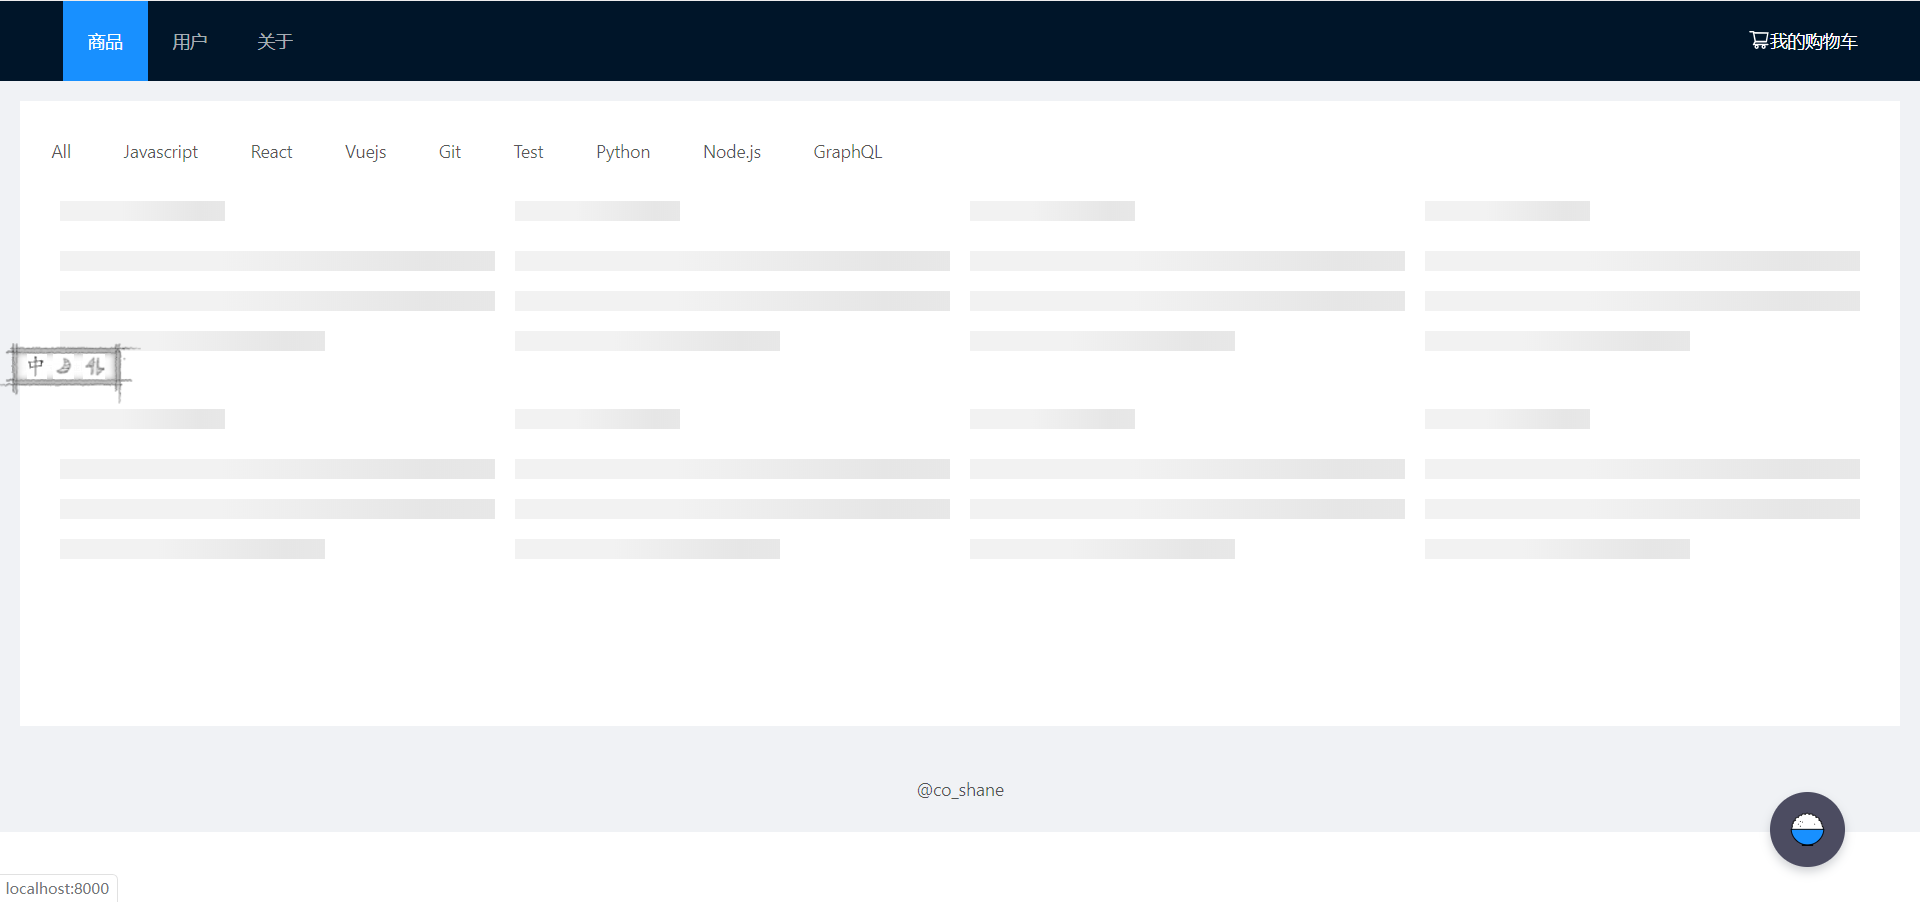 商品 用户 关于 我的购物车
All Javascript React Vuejs Git Test Python Node.js GraphQL
中
@co_shane
localhost:8000